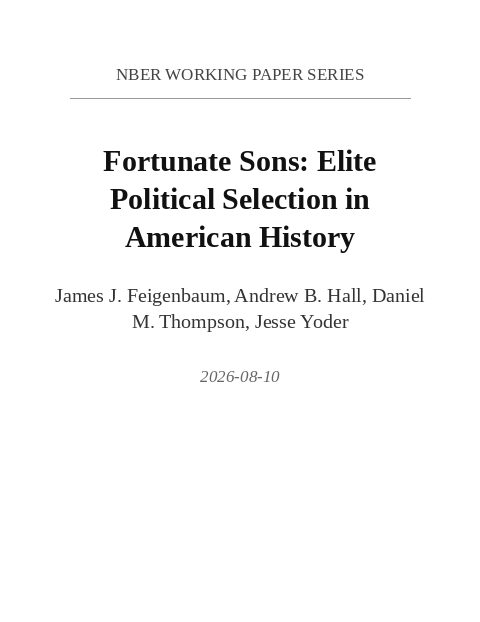 NBER WORKING PAPER SERIES
Fortunate Sons: Elite
Political Selection in
American History
James J. Feigenbaum, Andrew B. Hall, Daniel
M. Thompson, Jesse Yoder
2026-08-10